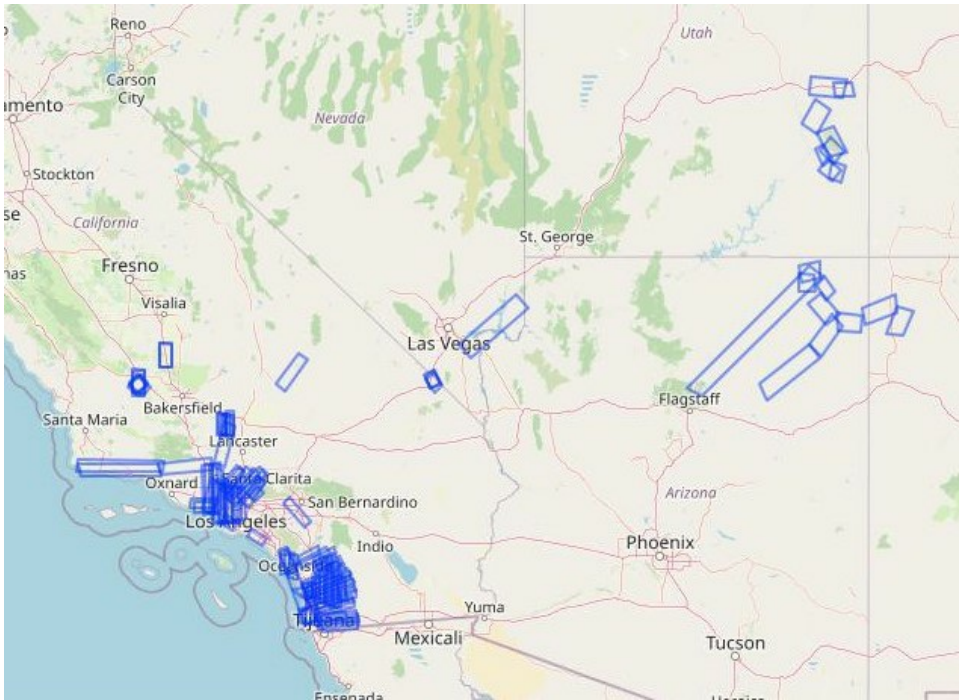 Reno
Utah
Carson
City
amento
Nevada
Stockton
se
California
St. George
Fresno
nas
Visalia
Las Vegas
Bakersfield
Flagstaff
Santa Maria
Lancaster
Santa Clarita
Oxnard
San Bernardino
Arizona
Los Angeles
Phoenix
Indio
Oceanside
Yuma
Tijuana
Mexicali
Tucson
Ensenada